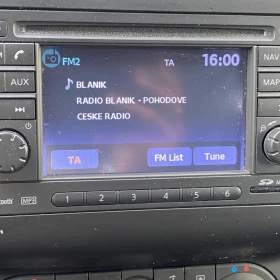 FM2 TA 16:00
BLANIK
RADIO BLANIK - POHODOVE
CESKE RADIO
TA FM List Tune
NAV
MAP
AUX
MP3
1 2 3 4 5 6